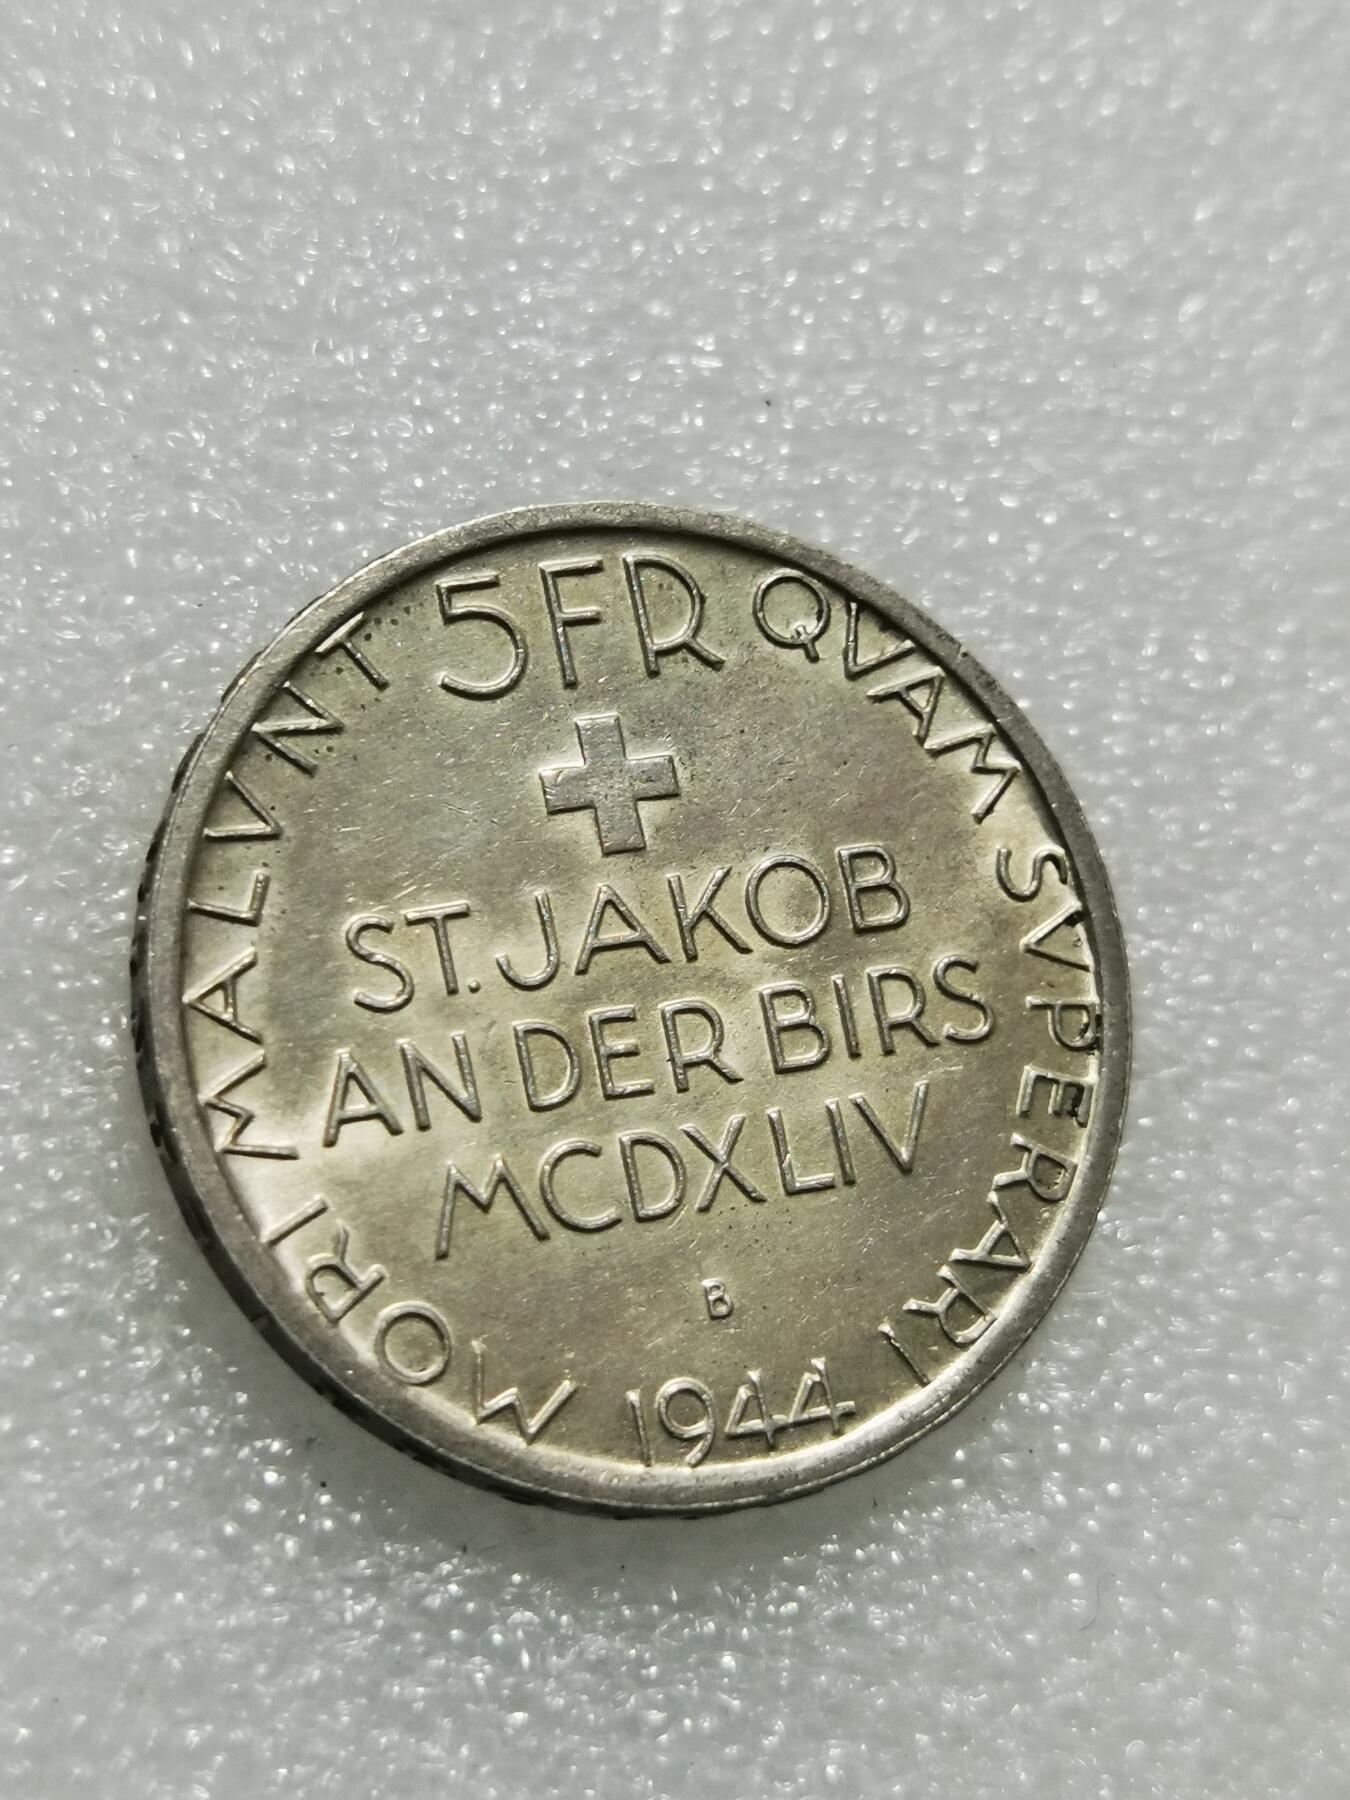 MALVNT 5FR QVAM SVPERARI
ST. JAKOB
AN DER BIRS
MCDXLIV
B
MORI 1944